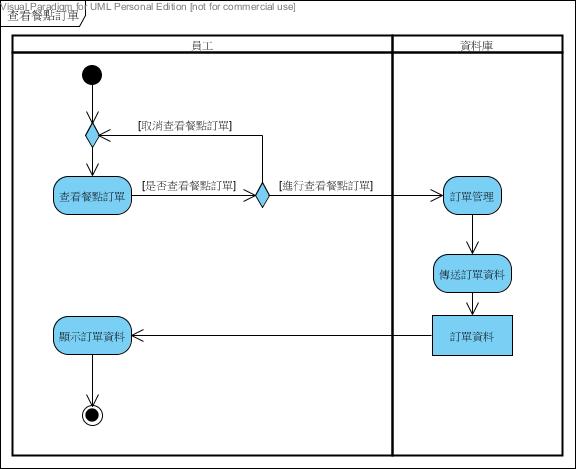 Visual Paradigm for UML Personal Edition [not for commercial use]
查看餐點訂單
員工
資料庫
[取消查看餐點訂單]
查看餐點訂單
[是否查看餐點訂單]
[進行查看餐點訂單]
訂單管理
傳送訂單資料
顯示訂單資料
訂單資料